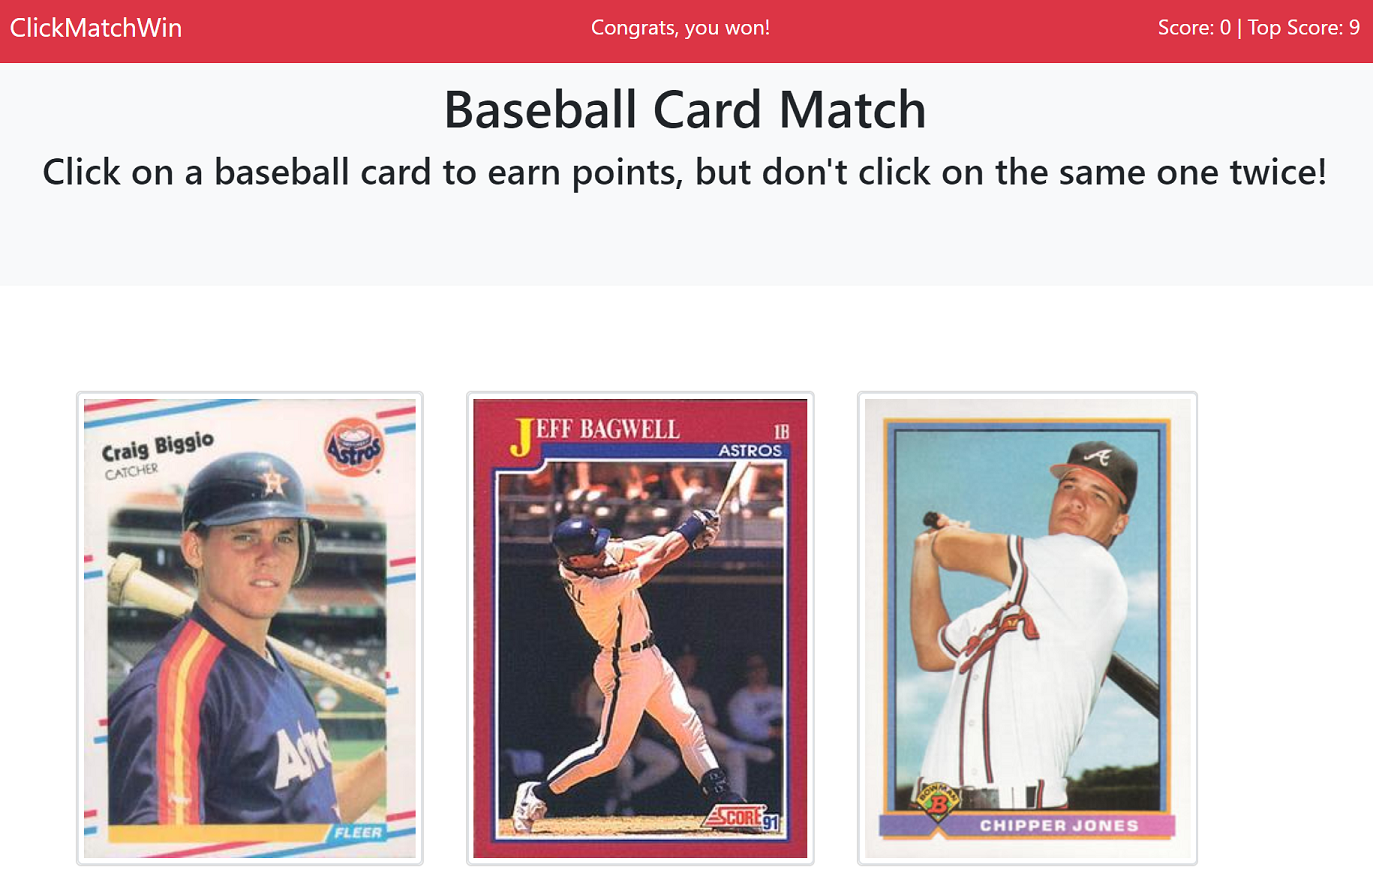 ClickMatchWin
Congrats, you won!
Score: 0 | Top Score: 9
Baseball Card Match
Click on a baseball card to earn points, but don't click on the same one twice!
Craig Biggio
CATCHER
Astros
H
Astro
FLEER
JEFF BAGWELL
1B
ASTROS
SCORE
91
A
BOWMAN
B
CHIPPER JONES